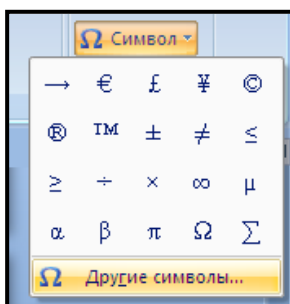 Ω Символ
→ € £ ¥ ©
® ™ ± ≠ ≤
≥ ÷ × ∞ µ
α β π Ω ∑
Ω Другие символы...